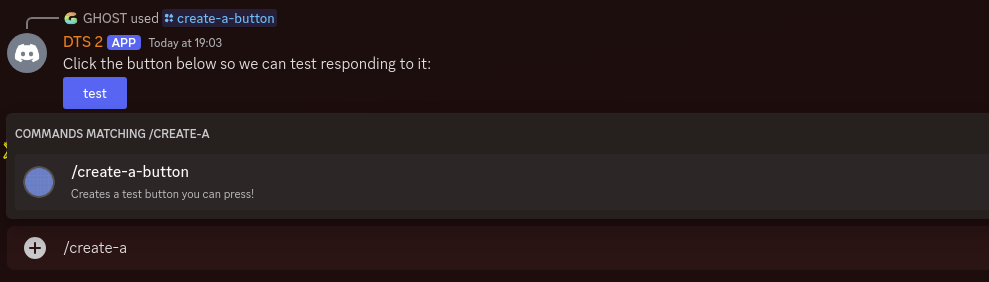 GHOST used create-a-button
DTS 2 APP Today at 19:03
Click the button below so we can test responding to it:
test
COMMANDS MATCHING /CREATE-A
/create-a-button
Creates a test button you can press!
/create-a